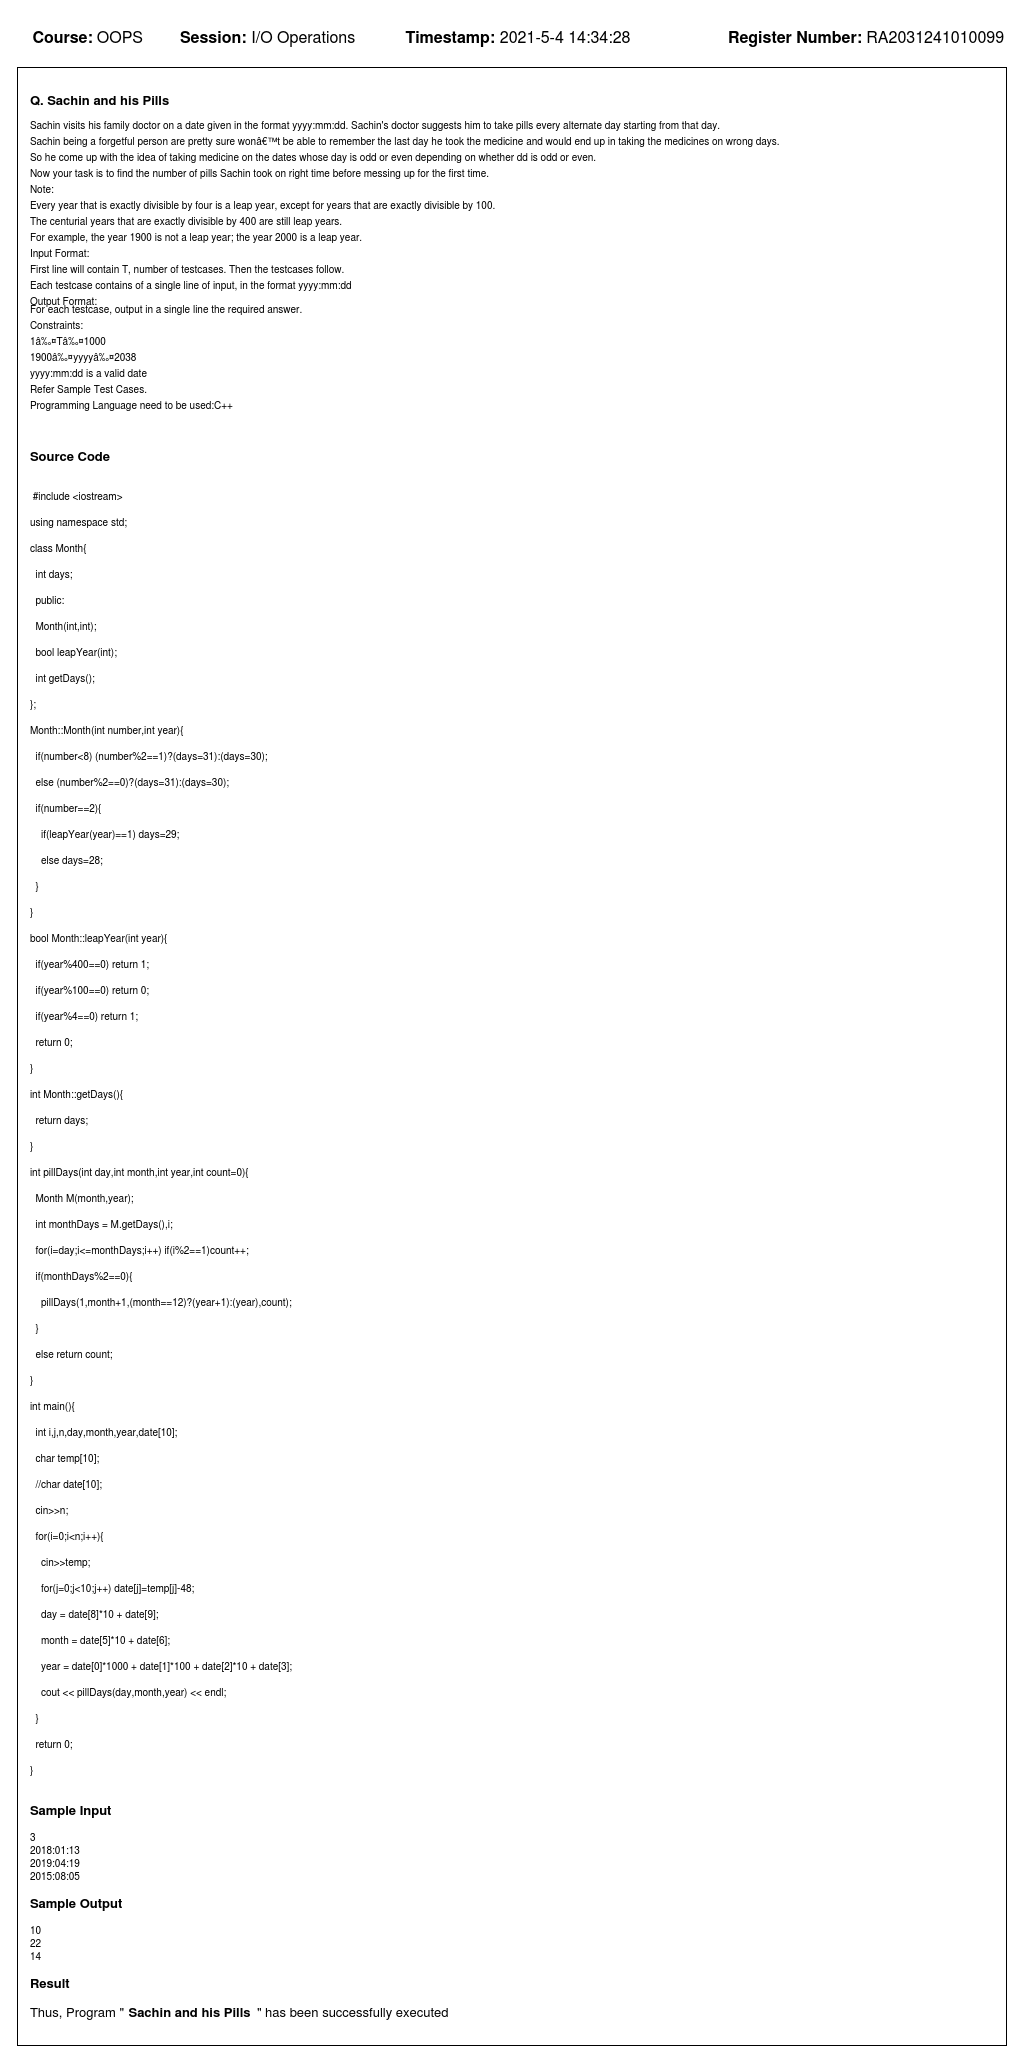 Course: OOPS Session: I/O Operations Timestamp: 2021-5-4 14:34:28 Register Number: RA2031241010099
Q. Sachin and his Pills
Sachin visits his family doctor on a date given in the format yyyy:mm:dd. Sachin's doctor suggests him to take pills every alternate day starting from that day.
Sachin being a forgetful person are pretty sure wonâ€™t be able to remember the last day he took the medicine and would end up in taking the medicines on wrong days.
So he come up with the idea of taking medicine on the dates whose day is odd or even depending on whether dd is odd or even.
Now your task is to find the number of pills Sachin took on right time before messing up for the first time.
Note:
Every year that is exactly divisible by four is a leap year, except for years that are exactly divisible by 100.
The centurial years that are exactly divisible by 400 are still leap years.
For example, the year 1900 is not a leap year; the year 2000 is a leap year.
Input Format:
First line will contain T, number of testcases. Then the testcases follow.
Each testcase contains of a single line of input, in the format yyyy:mm:dd
Output Format:
For each testcase, output in a single line the required answer.
Constraints:
1â‰¤Tâ‰¤1000
1900â‰¤yyyyâ‰¤2038
yyyy:mm:dd is a valid date
Refer Sample Test Cases.
Programming Language need to be used:C++
Source Code
#include <iostream>
using namespace std;
class Month{
int days;
public:
Month(int,int);
bool leapYear(int);
int getDays();
};
Month::Month(int number,int year){
if(number<8) (number%2==1)?(days=31):(days=30);
else (number%2==0)?(days=31):(days=30);
if(number==2){
if(leapYear(year)==1) days=29;
else days=28;
}
}
bool Month::leapYear(int year){
if(year%400==0) return 1;
if(year%100==0) return 0;
if(year%4==0) return 1;
return 0;
}
int Month::getDays(){
return days;
}
int pillDays(int day,int month,int year,int count=0){
Month M(month,year);
int monthDays = M.getDays(),i;
for(i=day;i<=monthDays;i++) if(i%2==1)count++;
if(monthDays%2==0){
pillDays(1,month+1,(month==12)?(year+1):(year),count);
}
else return count;
}
int main(){
int i,j,n,day,month,year,date[10];
char temp[10];
//char date[10];
cin>>n;
for(i=0;i<n;i++){
cin>>temp;
for(j=0;j<10;j++) date[j]=temp[j]-48;
day = date[8]*10 + date[9];
month = date[5]*10 + date[6];
year = date[0]*1000 + date[1]*100 + date[2]*10 + date[3];
cout << pillDays(day,month,year) << endl;
}
return 0;
}
Sample Input
3
2018:01:13
2019:04:19
2015:08:05
Sample Output
10
22
14
Result
Thus, Program " Sachin and his Pills " has been successfully executed